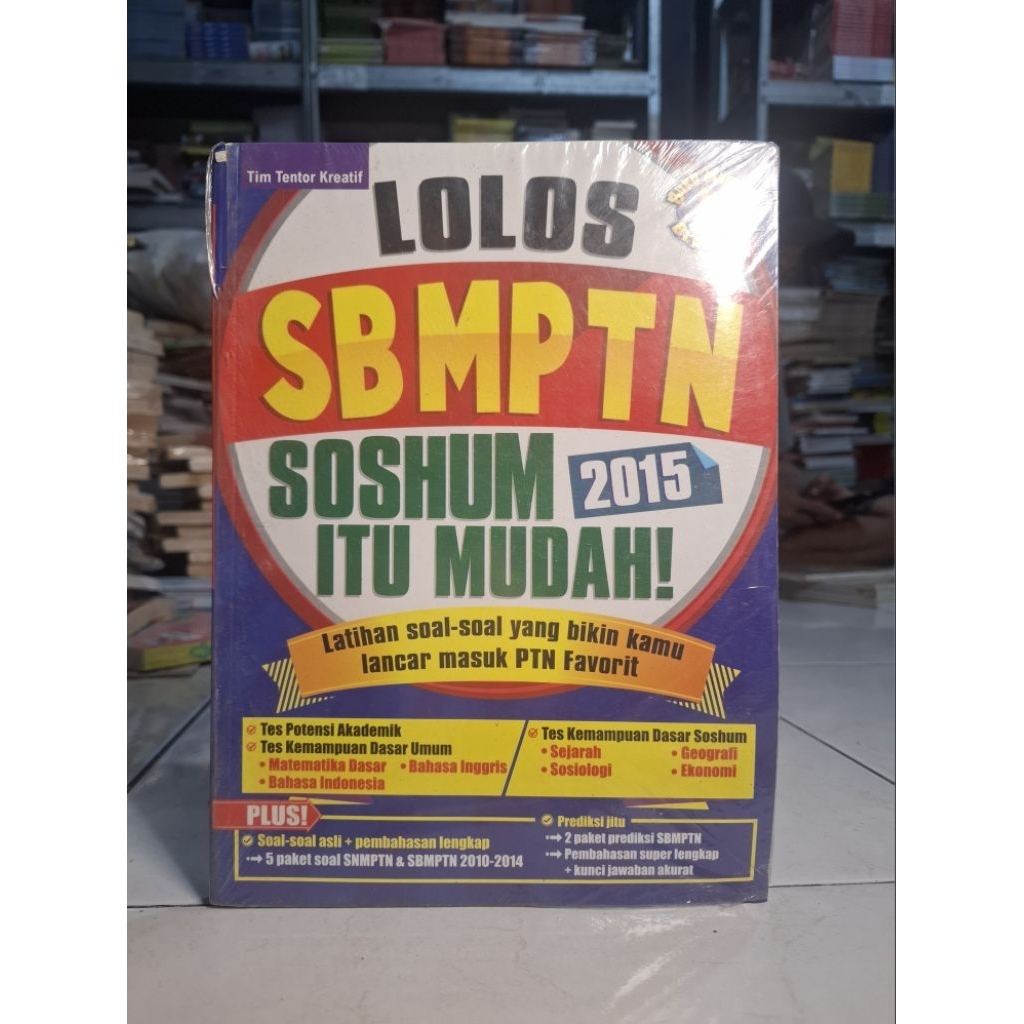 Tim Tentor Kreatif
LOLOS
SBMPTN
SOSHUM
2015
ITU MUDAH!
Latihan soal-soal yang bikin kamu
lancar masuk PTN Favorit
Tes Potensi Akademik
Tes Kemampuan Dasar Umum
• Matematika Dasar • Bahasa Inggris
• Bahasa Indonesia
Tes Kemampuan Dasar Soshum
• Sejarah • Geografi
• Sosiologi • Ekonomi
PLUS!
Soal-soal asli + pembahasan lengkap
5 paket soal SNMPTN & SBMPTN 2010-2014
Prediksi jitu
2 paket prediksi SBMPTN
Pembahasan super lengkap
+ kunci jawaban akurat